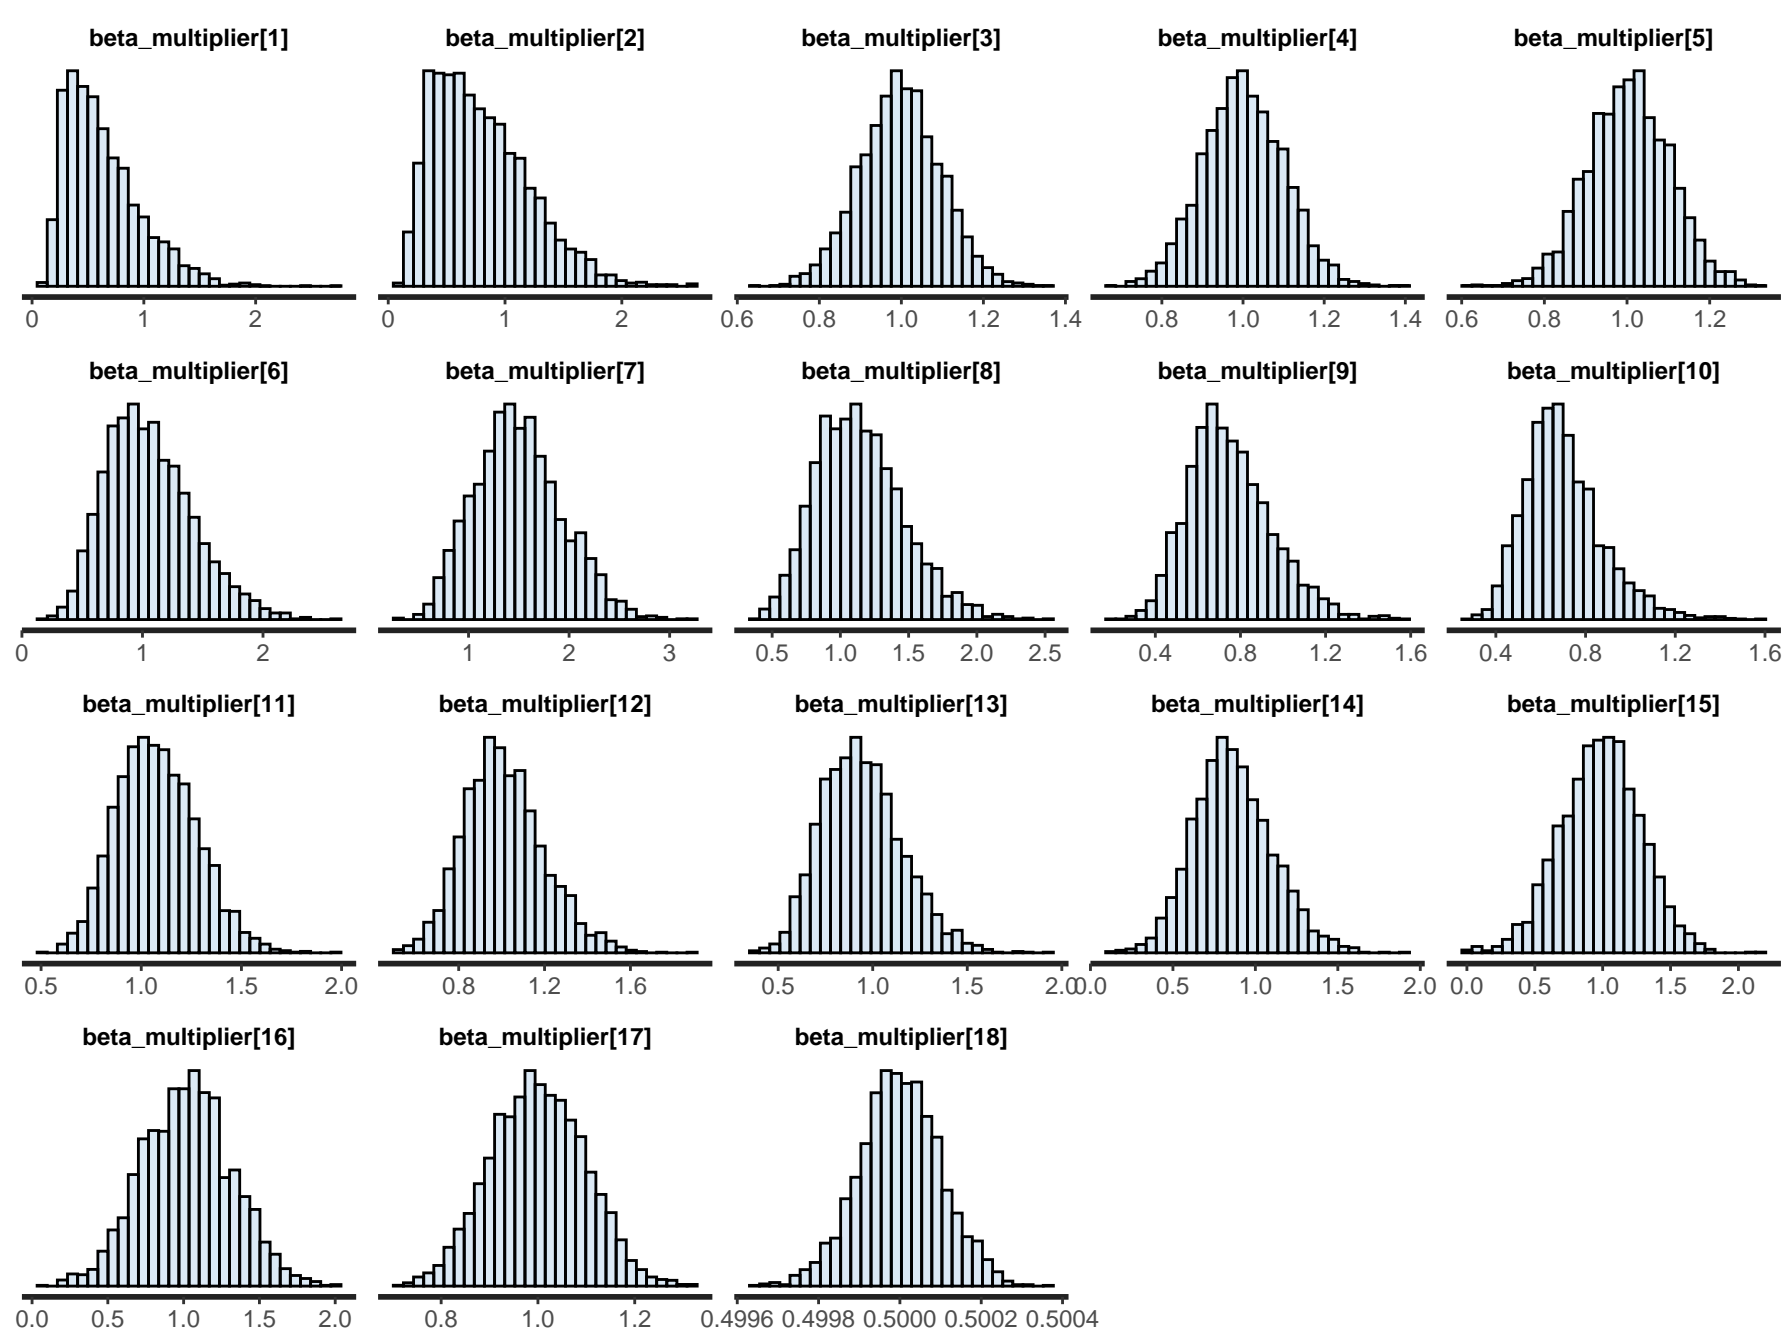 beta_multiplier[1] beta_multiplier[2] beta_multiplier[3] beta_multiplier[4] beta_multiplier[5]
0 1 2 0 1 2 0.6 0.8 1.0 1.2 1.4 0.8 1.0 1.2 1.4 0.6 0.8 1.0 1.2
beta_multiplier[6] beta_multiplier[7] beta_multiplier[8] beta_multiplier[9] beta_multiplier[10]
0 1 2 1 2 3 0.5 1.0 1.5 2.0 2.5 0.4 0.8 1.2 1.6 0.4 0.8 1.2 1.6
beta_multiplier[11] beta_multiplier[12] beta_multiplier[13] beta_multiplier[14] beta_multiplier[15]
0.5 1.0 1.5 2.0 0.8 1.2 1.6 0.5 1.0 1.5 2.0 0.0 0.5 1.0 1.5 2.0 0.0 0.5 1.0 1.5 2.0
beta_multiplier[16] beta_multiplier[17] beta_multiplier[18]
0.0 0.5 1.0 1.5 2.0 0.8 1.0 1.2 0.4996 0.4998 0.5000 0.5002 0.5004